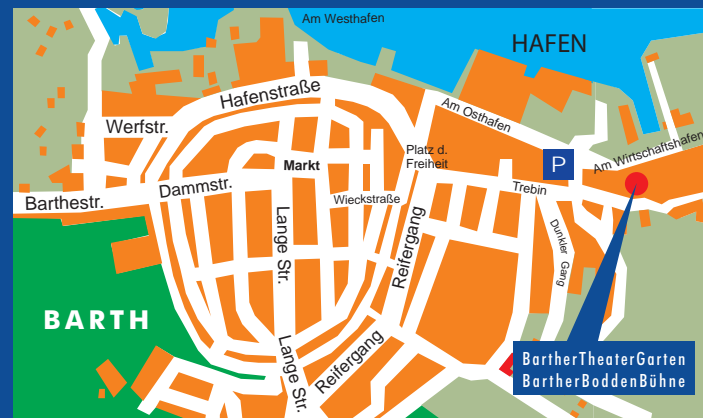 Am Westhafen
HAFEN
Hafenstraße
Am Osthafen
Werfstr.
Platz d.
Freiheit
P
Am Wirtschaftshafen
Markt
Dammstr.
Trebin
Barthestr.
Wieckstraße
Lange Str.
Reifergang
Dunkler Gang
BARTH
Lange Str.
Reifergang
BartherTheaterGarten
BartherBoddenBühne